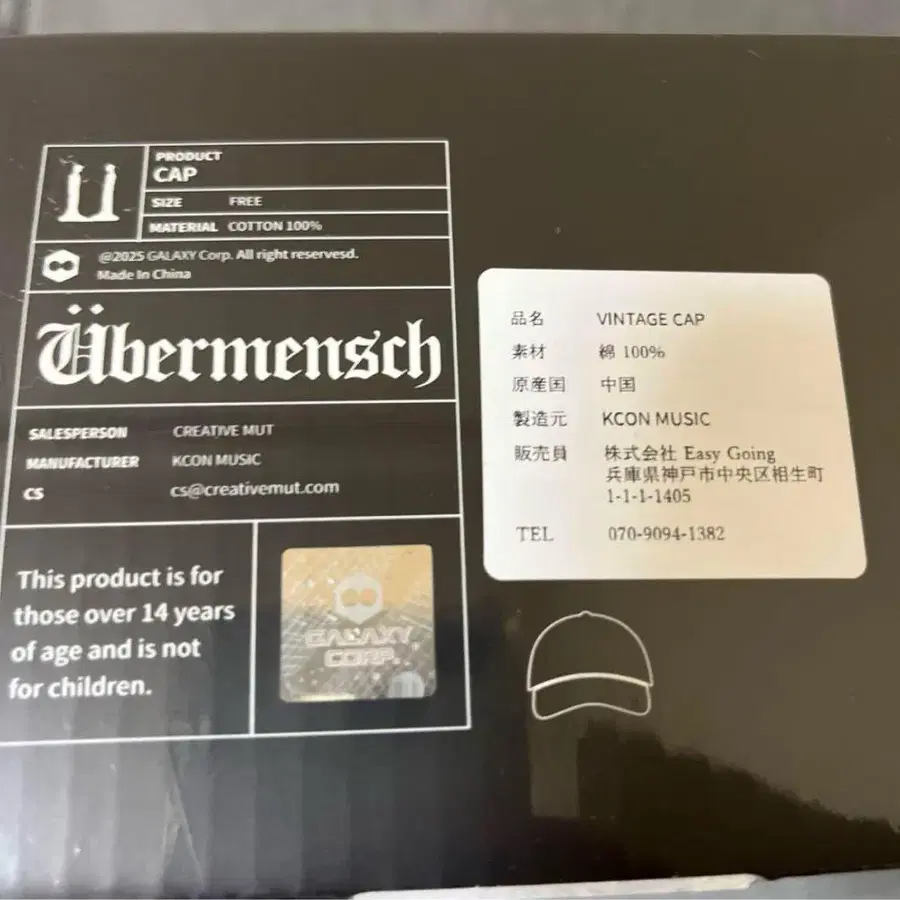 Ü
PRODUCT
CAP
SIZE FREE
MATERIAL COTTON 100%
@2025 GALAXY Corp. All right reservesd.
Made In China
Übermensch
SALESPERSON CREATIVE MUT
MANUFACTURER KCON MUSIC
CS cs@creativemut.com
This product is for
those over 14 years
of age and is not
for children.
GALAXY
CORP.
品名 VINTAGE CAP
素材 綿 100%
原産国 中国
製造元 KCON MUSIC
販売員 株式会社 Easy Going
兵庫県神戸市中央区相生町
1-1-1-1405
TEL 070-9094-1382